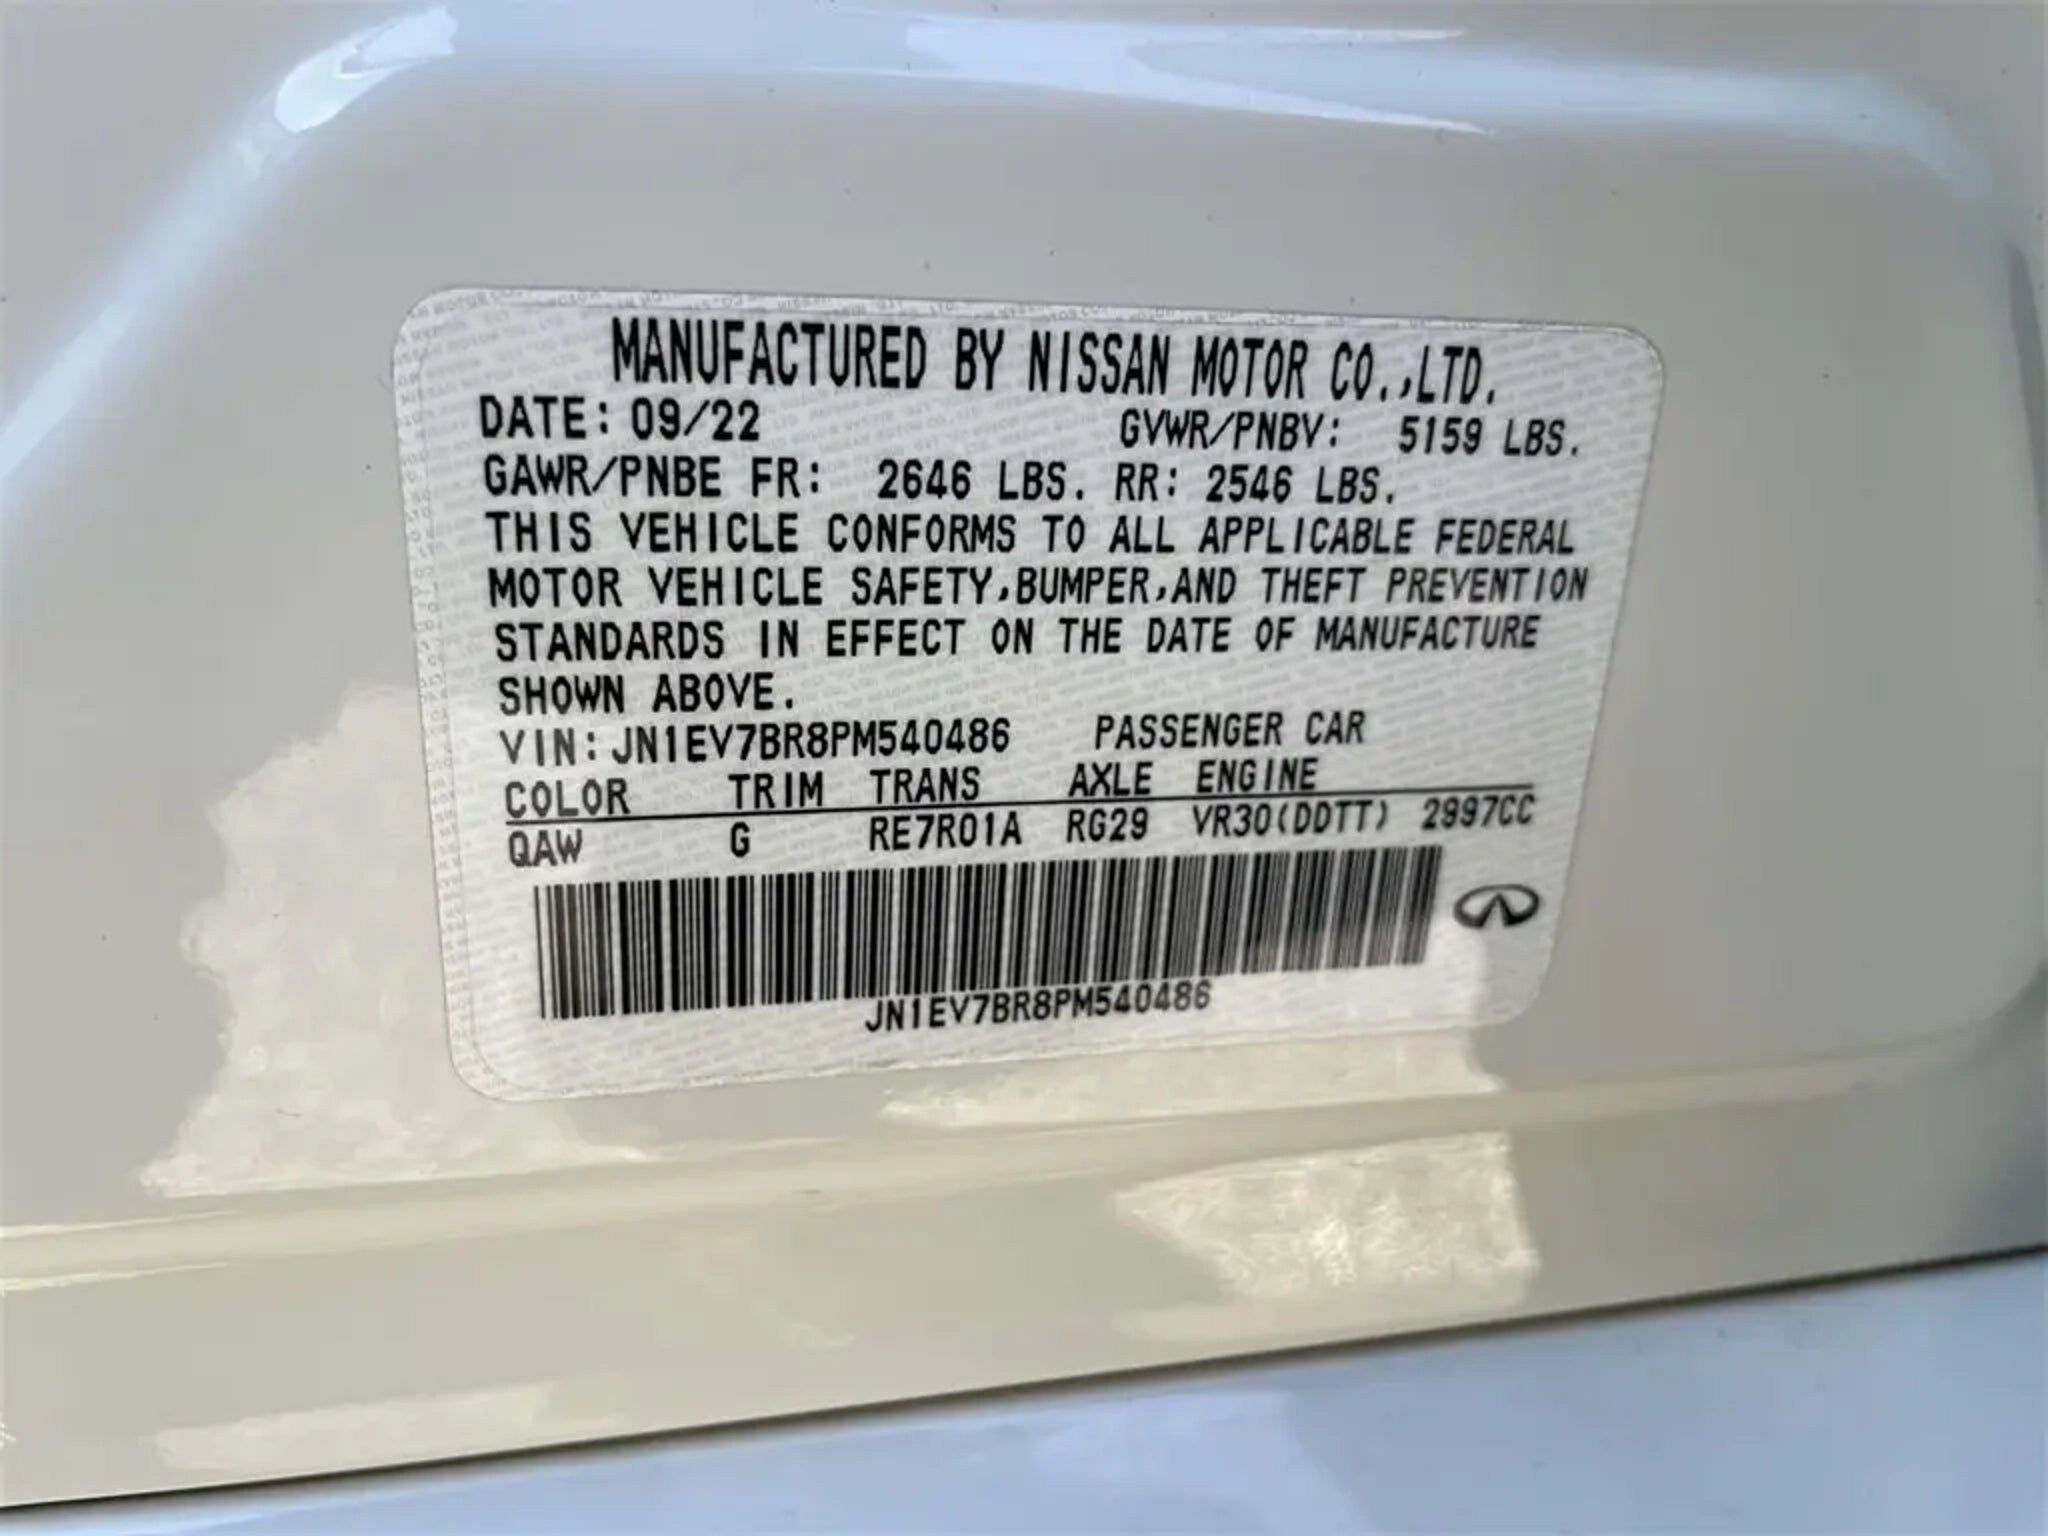 MANUFACTURED BY NISSAN MOTOR CO.,LTD.
DATE: 09/22 GVWR/PNBV: 5159 LBS.
GAWR/PNBE FR: 2646 LBS. RR: 2546 LBS.
THIS VEHICLE CONFORMS TO ALL APPLICABLE FEDERAL
MOTOR VEHICLE SAFETY,BUMPER,AND THEFT PREVENTION
STANDARDS IN EFFECT ON THE DATE OF MANUFACTURE
SHOWN ABOVE.
VIN: JN1EV7BR8PM540486 PASSENGER CAR
COLOR TRIM TRANS AXLE ENGINE
QAW G RE7R01A RG29 VR30(DDTT) 2997CC
JN1EV7BR8PM540486